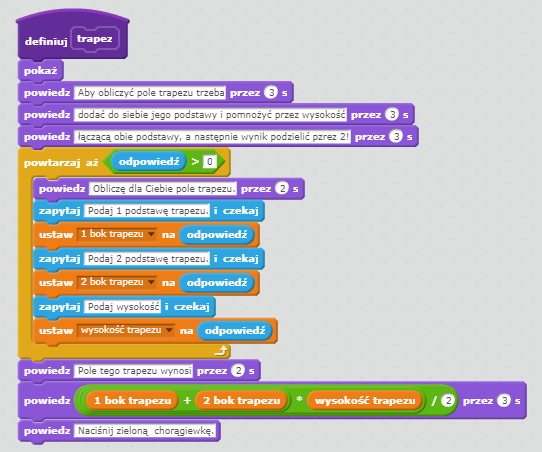 definiuj trapez
pokaż
powiedz Aby obliczyć pole trapezu trzeba przez 3 s
powiedz dodać do siebie jego podstawy i pomnożyć przez wysokość przez 3 s
powiedz łączącą obie podstawy, a następnie wynik podzielić pzrez 2! przez 3 s
powtarzaj aż odpowiedź > 0
powiedz Obliczę dla Ciebie pole trapezu. przez 2 s
zapytaj Podaj 1 podstawę trapezu. i czekaj
ustaw 1 bok trapezu na odpowiedź
zapytaj Podaj 2 podstawę trapezu. i czekaj
ustaw 2 bok trapezu na odpowiedź
zapytaj Podaj wysokość i czekaj
ustaw wysokość trapezu na odpowiedź
powiedz Pole tego trapezu wynosi przez 2 s
powiedz 1 bok trapezu + 2 bok trapezu * wysokość trapezu / 2 przez 3 s
powiedz Naciśnij zieloną chorągiewkę.